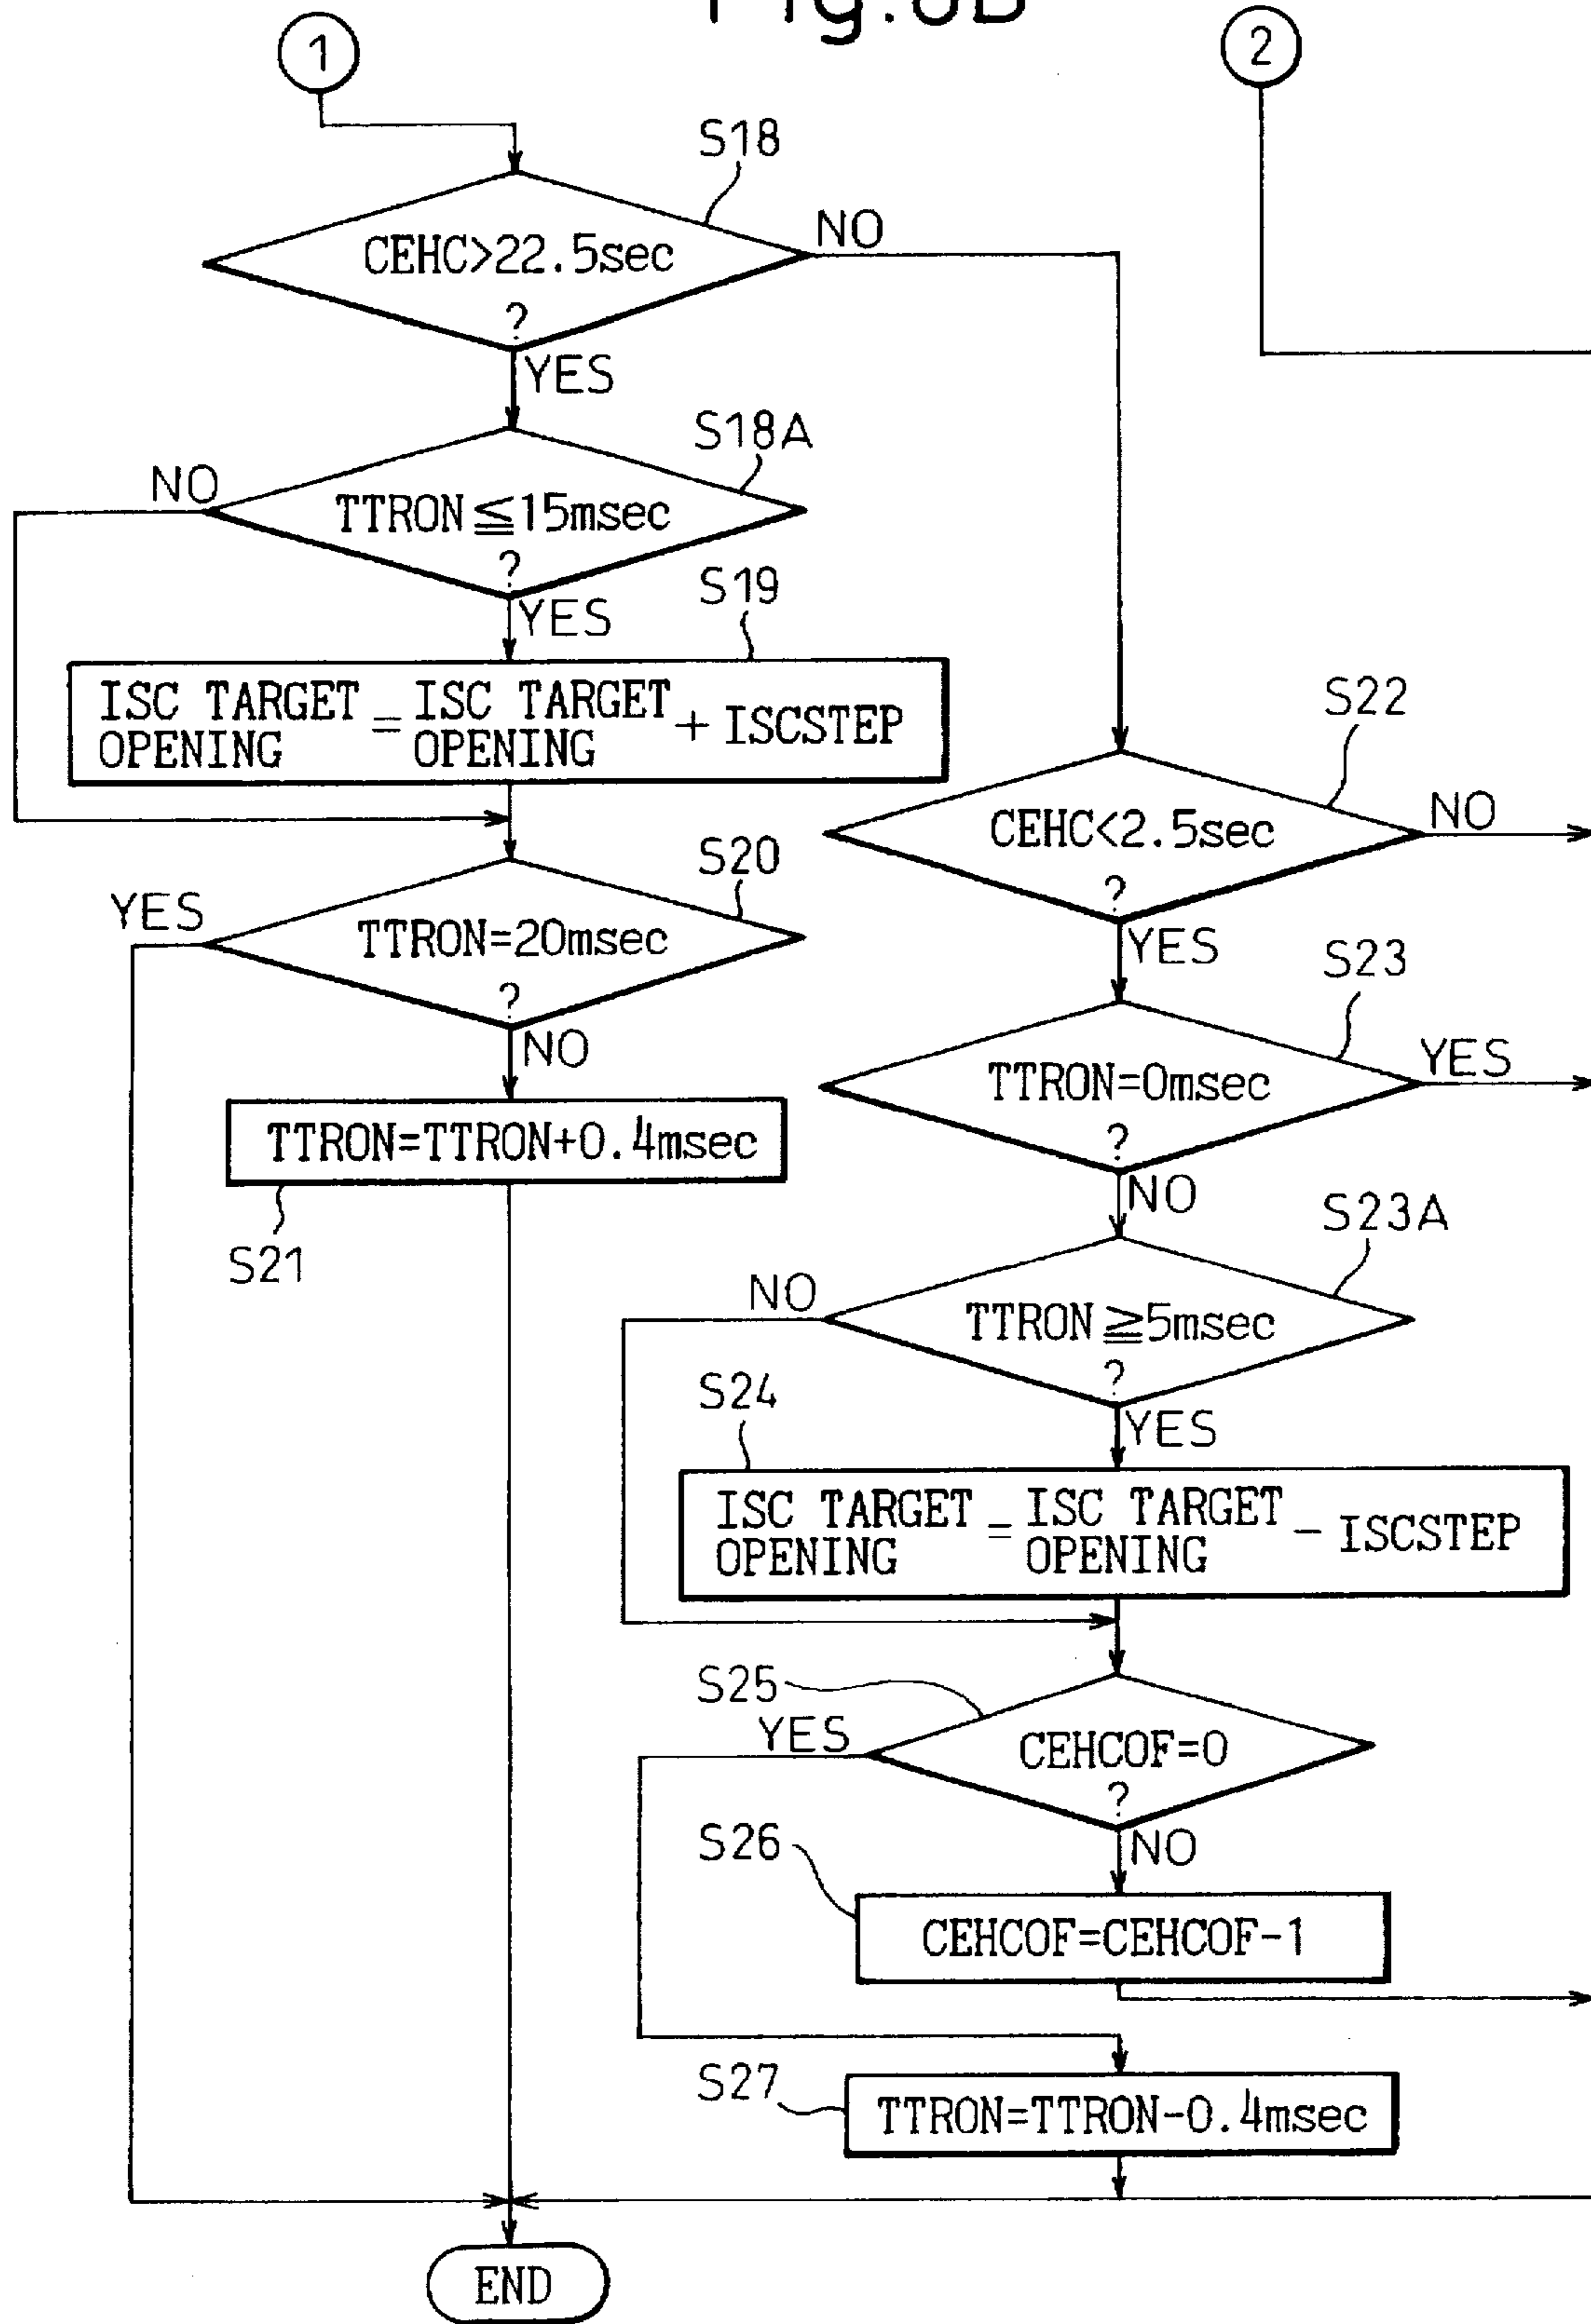 1
2
S18
CEHC>22.5sec
?
NO
YES
S18A
NO
TTRON≦15msec
?
YES
S19
ISC TARGET OPENING = ISC TARGET OPENING + ISCSTEP
S20
YES
TTRON=20msec
?
NO
TTRON=TTRON+0.4msec
S21
S22
CEHC<2.5sec
?
NO
YES
S23
TTRON=0msec
?
YES
NO
S23A
NO
TTRON≧5msec
?
YES
S24
ISC TARGET OPENING = ISC TARGET OPENING - ISCSTEP
S25
YES
CEHCOF=0
?
NO
S26
CEHCOF=CEHCOF-1
S27
TTRON=TTRON-0.4msec
END